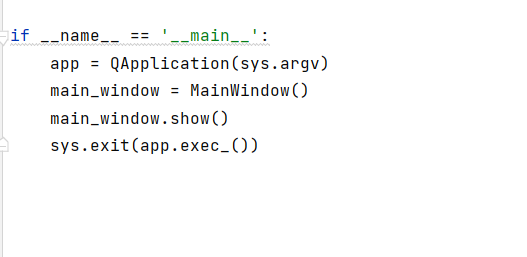 if __name__ == '__main__':
    app = QApplication(sys.argv)
    main_window = MainWindow()
    main_window.show()
    sys.exit(app.exec_())